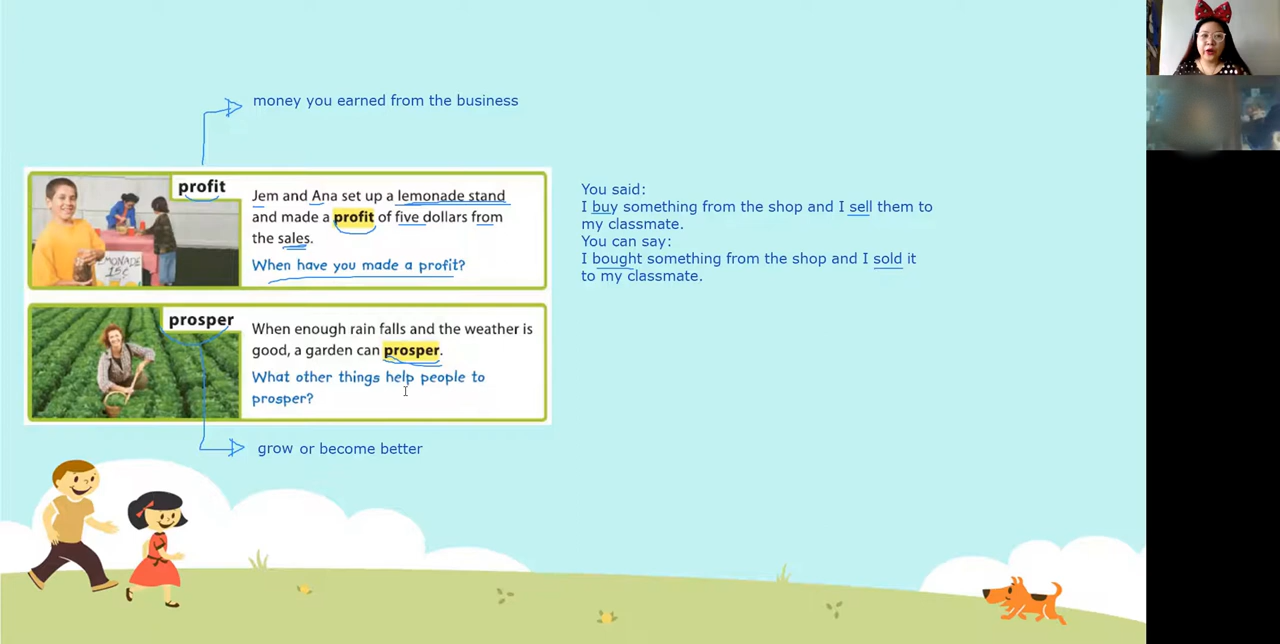 money you earned from the business
profit
Jem and Ana set up a lemonade stand
and made a profit of five dollars from
the sales.
When have you made a profit?
LEMONADE
15¢
prosper
When enough rain falls and the weather is
good, a garden can prosper.
What other things help people to
prosper?
grow or become better
You said:
I buy something from the shop and I sell them to
my classmate.
You can say:
I bought something from the shop and I sold it
to my classmate.